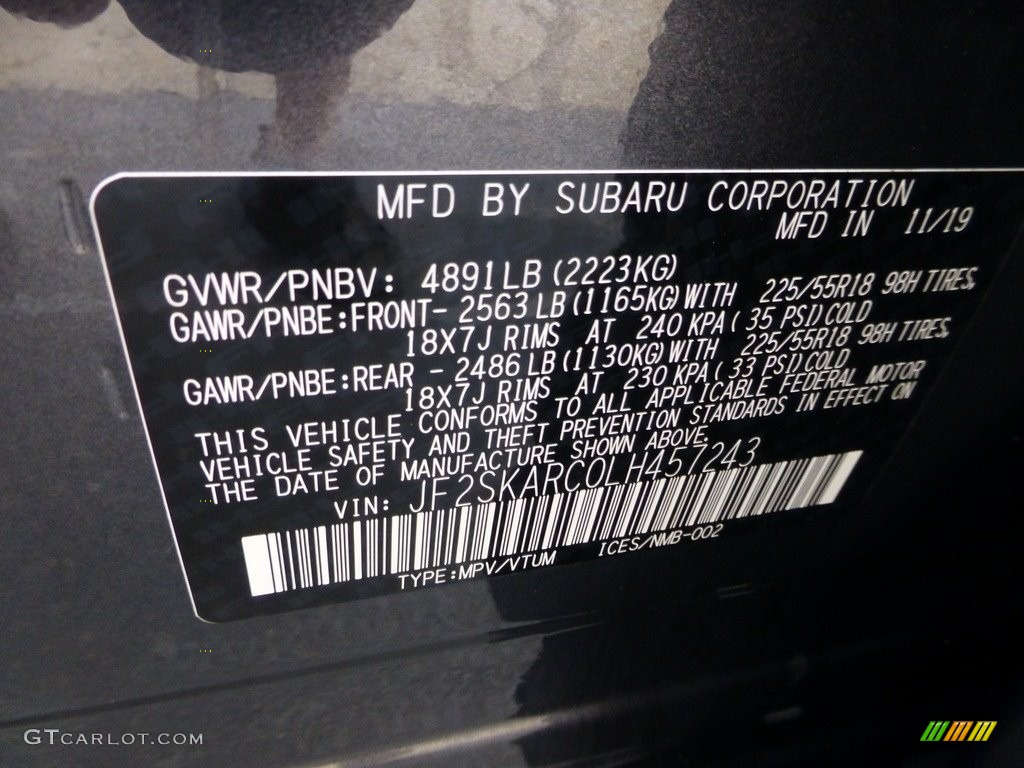 MFD BY SUBARU CORPORATION
MFD IN 11/19
GVWR/PNBV: 4891LB (2223KG)
GAWR/PNBE:FRONT- 2563 LB (1165KG) WITH 225/55R18 98H TIRES,
18X7J RIMS AT 240 KPA ( 35 PSI) COLD
GAWR/PNBE:REAR - 2486 LB (1130KG) WITH 225/55R18 98H TIRES,
18X7J RIMS AT 230 KPA ( 33 PSI) COLD
THIS VEHICLE CONFORMS TO ALL APPLICABLE FEDERAL MOTOR
VEHICLE SAFETY AND THEFT PREVENTION STANDARDS IN EFFECT ON
THE DATE OF MANUFACTURE SHOWN ABOVE.
VIN: JF2SKARC0LH457243
TYPE:MPV/VTUM ICES/NMB-002
GTCARLOT.COM